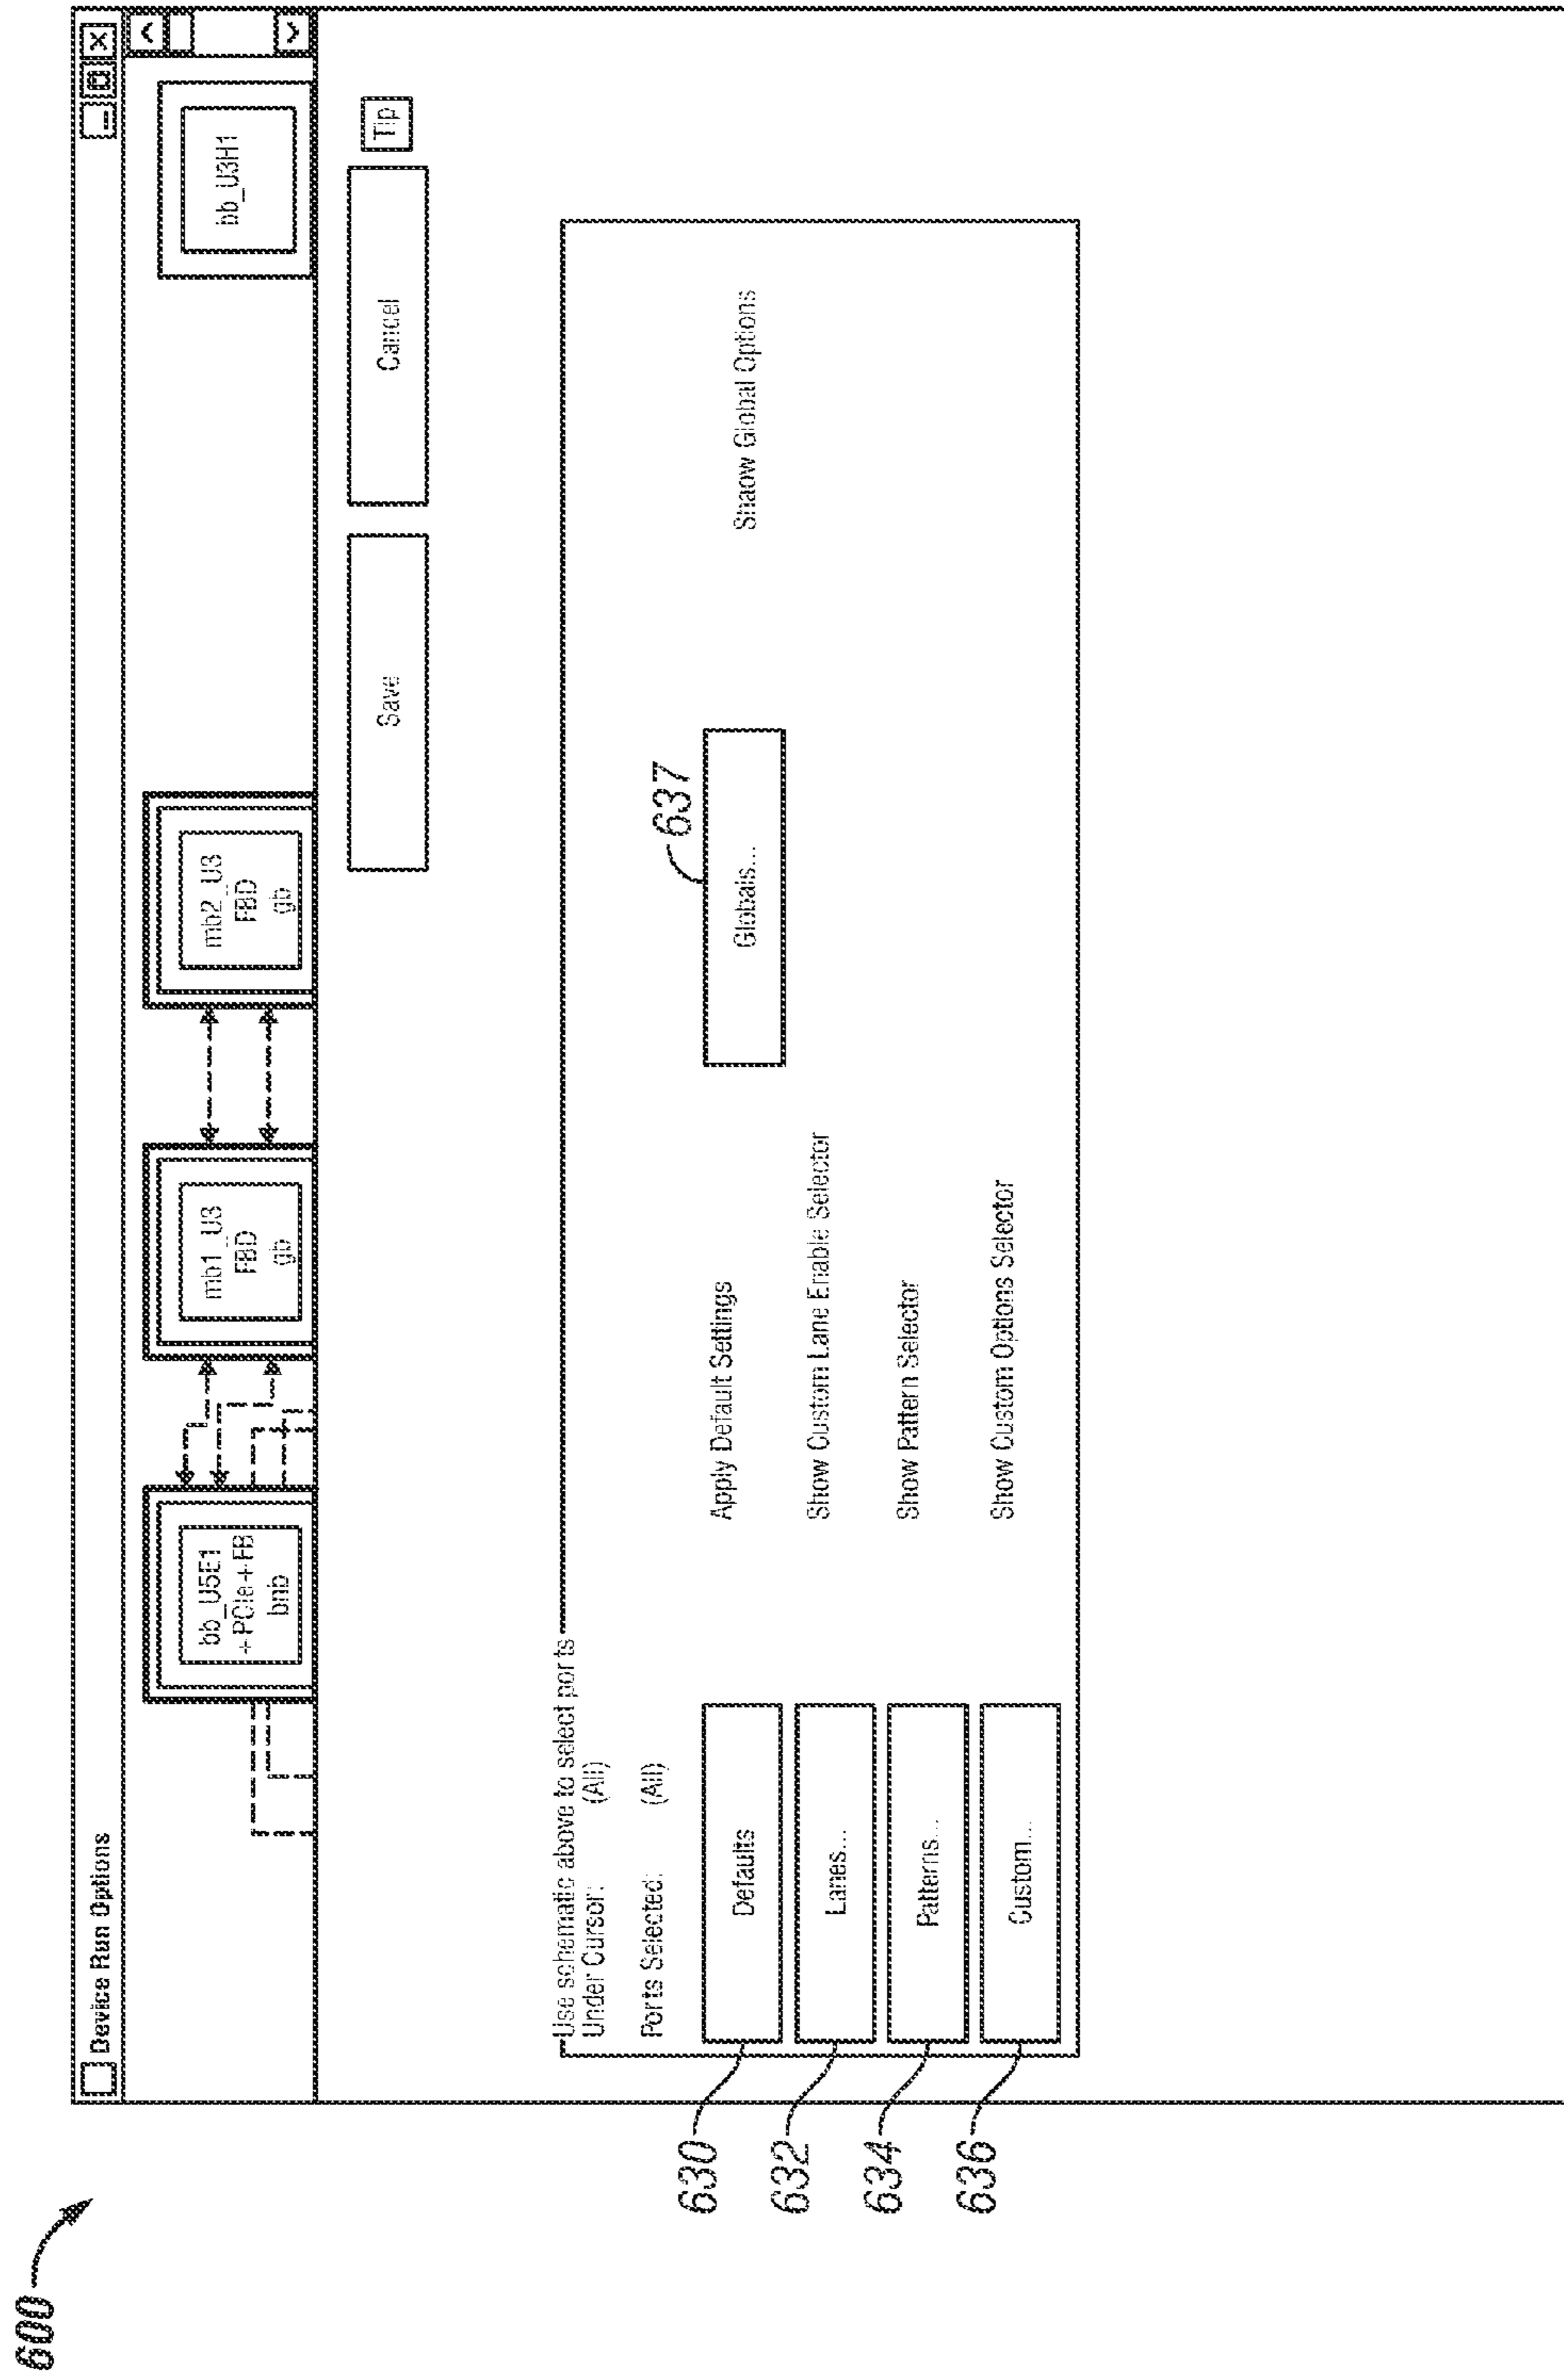 600
Device Run Options
bb_U5E1
+PCIe+FB
bnb
mb1_U3
FBD
gb
mb2_U3
FBD
gb
bb_U3H1
Save
Cancel
Tip
Use schematic above to select ports
Under Cursor: (All)
Ports Selected: (All)
637
630
Defaults
Apply Default Settings
Globals...
Shaow Global Options
632
Lanes...
Show Custom Lane Enable Selector
634
Patterns...
Show Pattern Selector
636
Custom...
Show Custom Options Selector